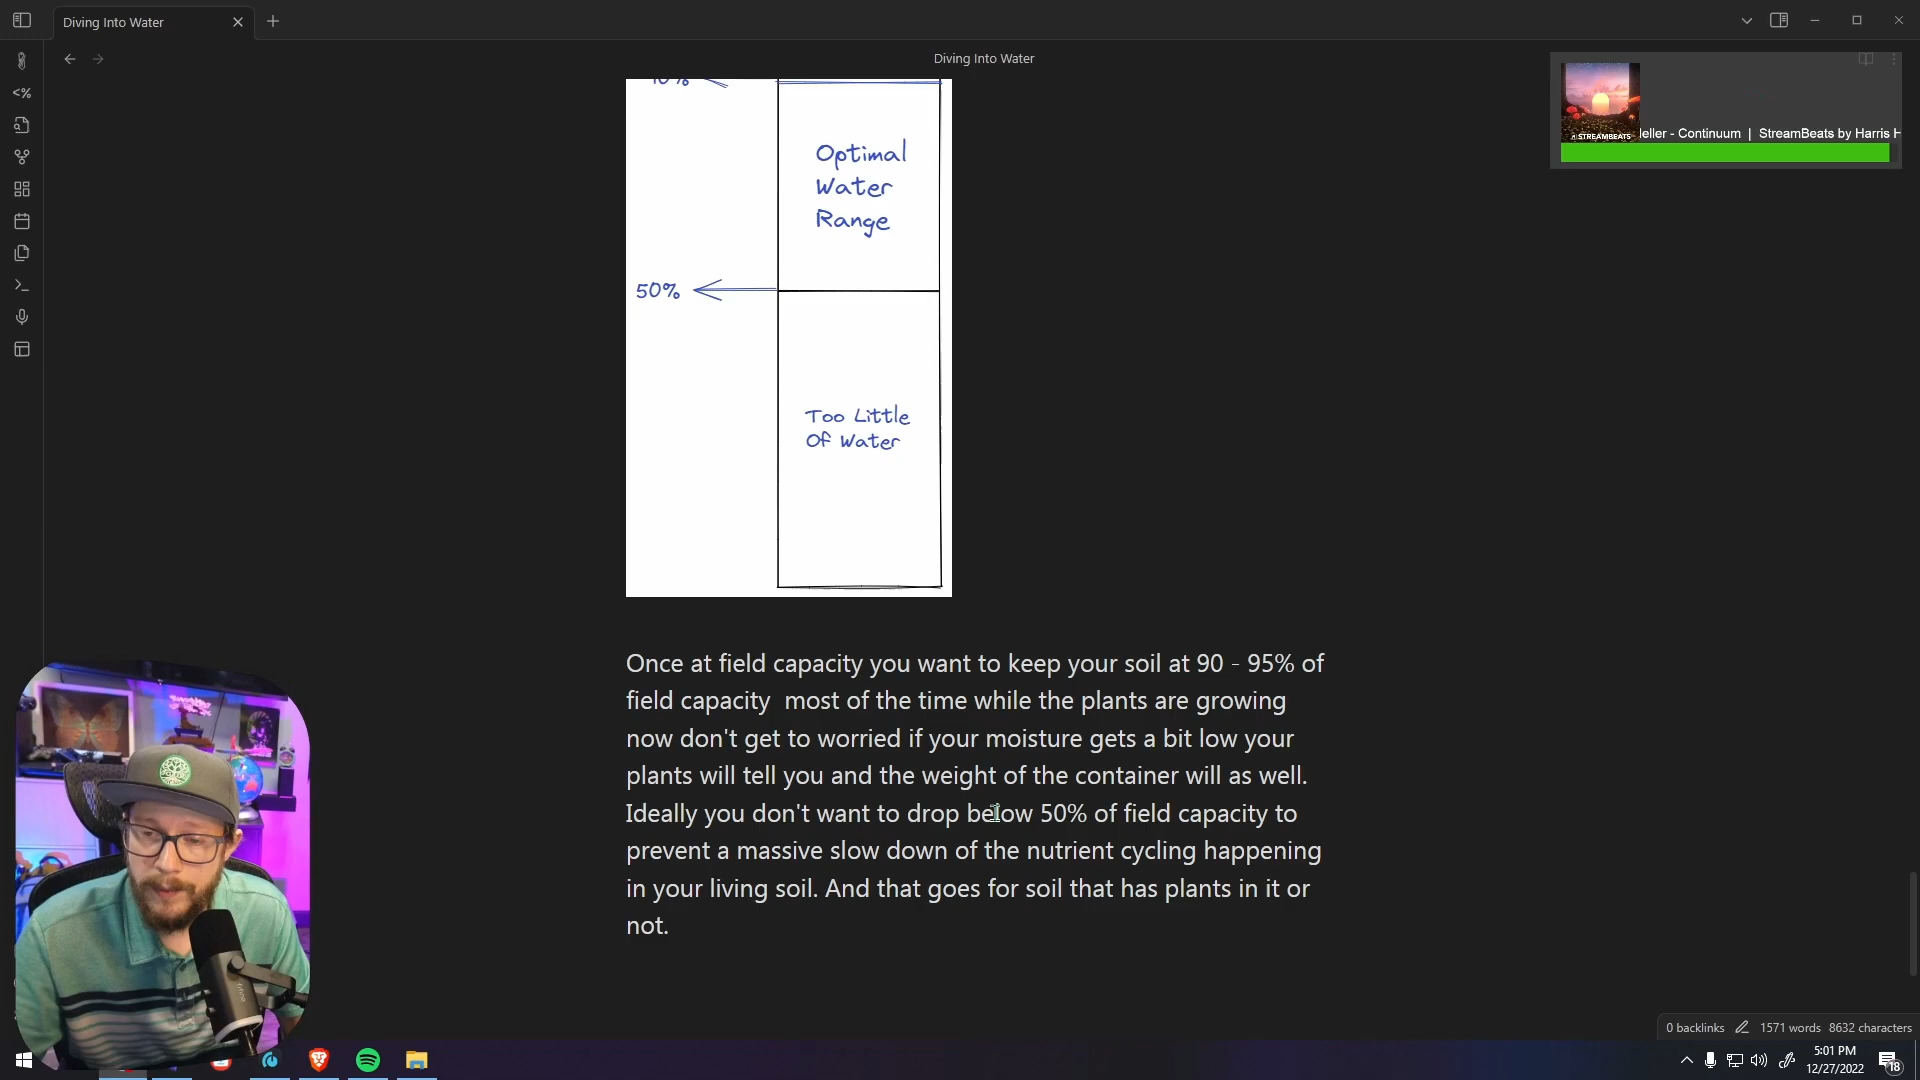 Diving Into Water
Diving Into Water
Optimal
Water
Range
50%
Too Little
Of Water
Once at field capacity you want to keep your soil at 90 - 95% of
field capacity  most of the time while the plants are growing
now don't get to worried if your moisture gets a bit low your
plants will tell you and the weight of the container will as well.
Ideally you don't want to drop below 50% of field capacity to
prevent a massive slow down of the nutrient cycling happening
in your living soil. And that goes for soil that has plants in it or
not.
STREAMBEATS
- Continuum | StreamBeats by Harris H
0 backlinks 1571 words 8632 characters
5:01 PM
12/27/2022
18